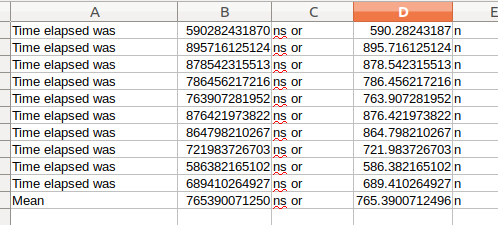 A B C D E
Time elapsed was 590282431870 ns or 590.28243187 n
Time elapsed was 895716125124 ns or 895.716125124 n
Time elapsed was 878542315513 ns or 878.542315513 n
Time elapsed was 786456217216 ns or 786.456217216 n
Time elapsed was 763907281952 ns or 763.907281952 n
Time elapsed was 876421973822 ns or 876.421973822 n
Time elapsed was 864798210267 ns or 864.798210267 n
Time elapsed was 721983726703 ns or 721.983726703 n
Time elapsed was 586382165102 ns or 586.382165102 n
Time elapsed was 689410264927 ns or 689.410264927 n
Mean 765390071250 ns or 765.3900712496 n